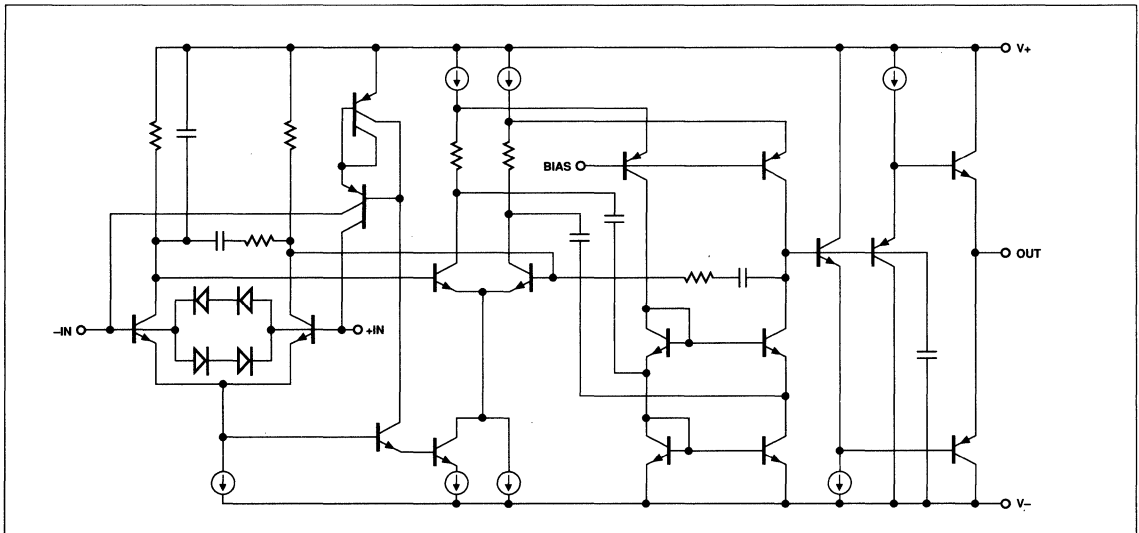 V+
BIAS
OUT
–IN
+IN
V–